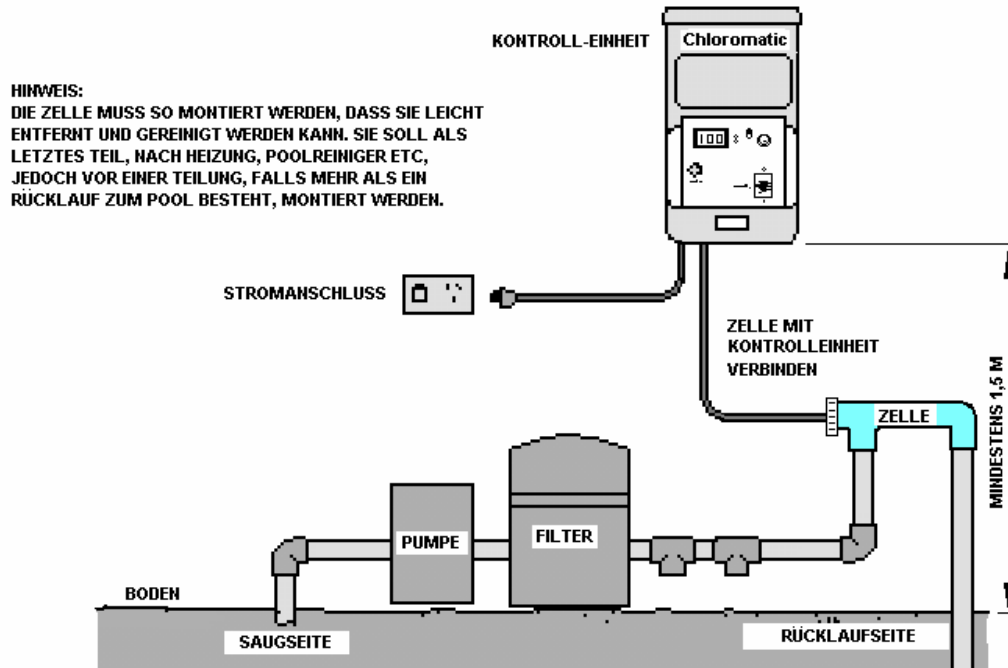 KONTROLL-EINHEIT
Chloromatic
HINWEIS:
DIE ZELLE MUSS SO MONTIERT WERDEN, DASS SIE LEICHT
ENTFERNT UND GEREINIGT WERDEN KANN. SIE SOLL ALS
LETZTES TEIL, NACH HEIZUNG, POOLREINIGER ETC,
JEDOCH VOR EINER TEILUNG, FALLS MEHR ALS EIN
RÜCKLAUF ZUM POOL BESTEHT, MONTIERT WERDEN.
100
STROMANSCHLUSS
ZELLE MIT
KONTROLLEINHEIT
VERBINDEN
ZELLE
MINDESTENS 1,5 M
PUMPE
FILTER
BODEN
SAUGSEITE
RÜCKLAUFSEITE